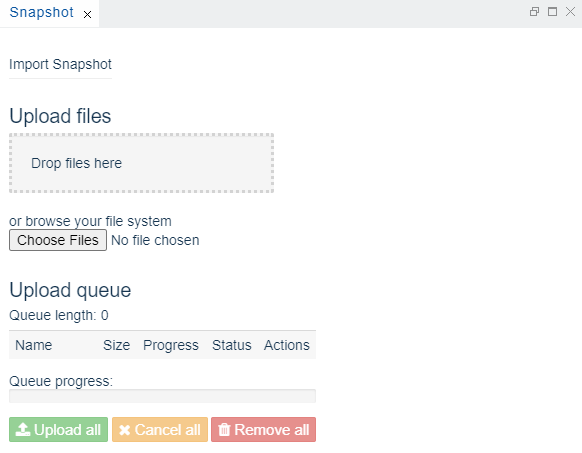 Snapshot
Import Snapshot
Upload files
Drop files here
or browse your file system
Choose Files No file chosen
Upload queue
Queue length: 0
Name Size Progress Status Actions
Queue progress:
Upload all Cancel all Remove all